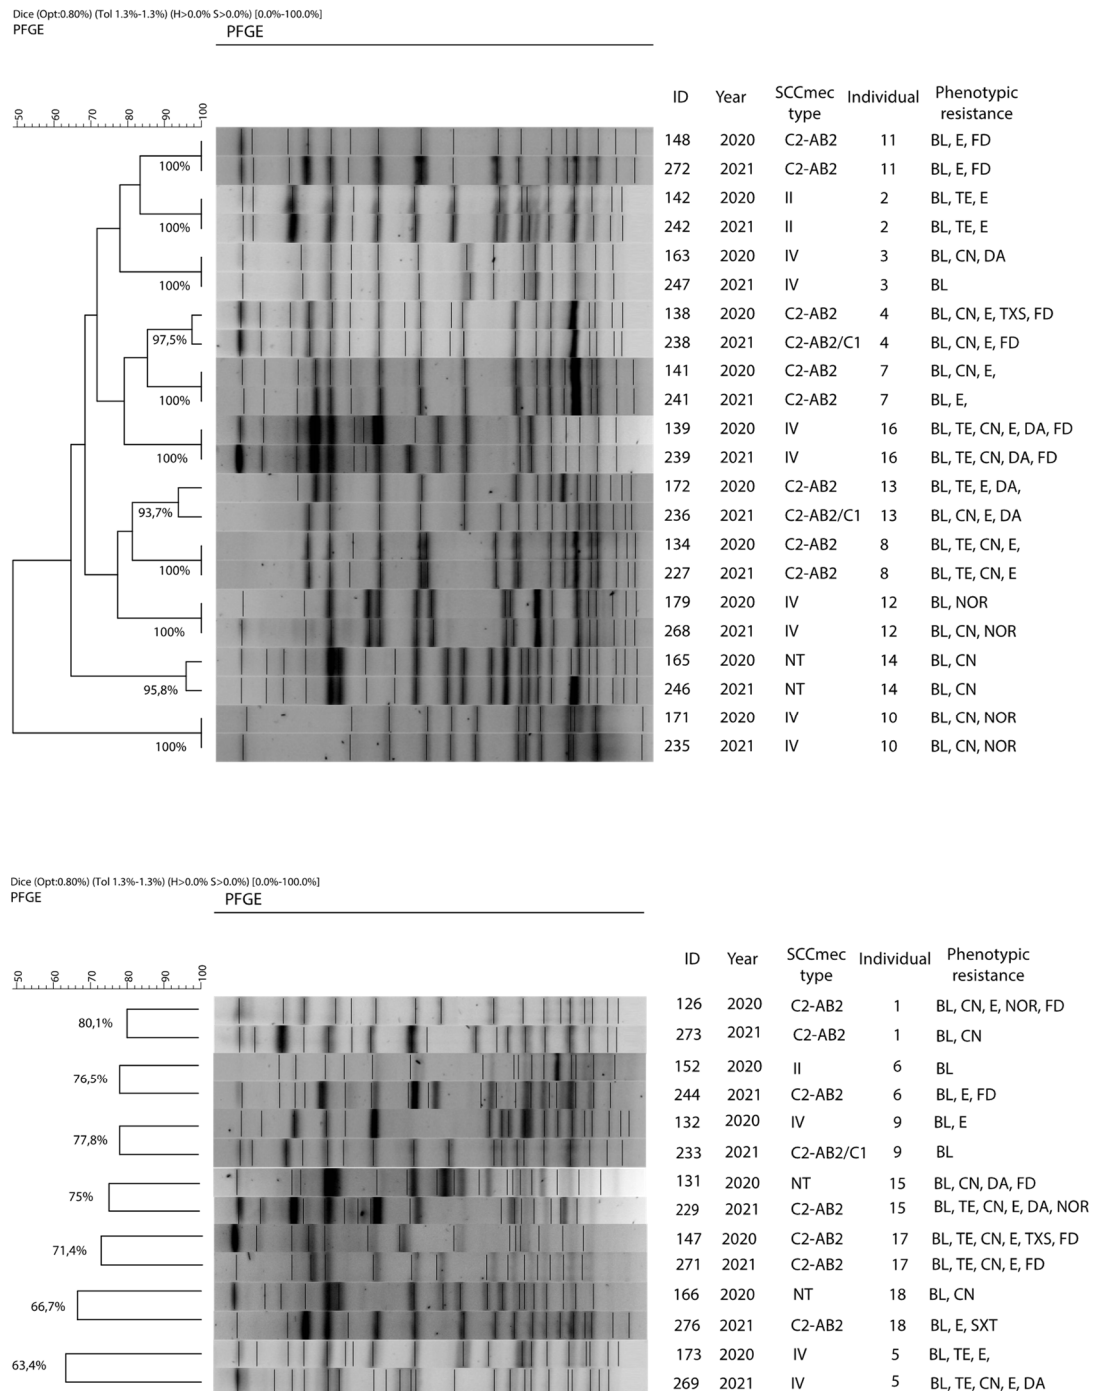 Dice (Opt:0.80%) (Tol 1.3%-1.3%) (H>0.0% S>0.0%) [0.0%-100.0%]
PFGE PFGE
50 60 70 80 90 100
ID Year SCCmec type Individual Phenotypic resistance
148 2020 C2-AB2 11 BL, E, FD
100%
272 2021 C2-AB2 11 BL, E, FD
142 2020 II 2 BL, TE, E
100%
242 2021 II 2 BL, TE, E
163 2020 IV 3 BL, CN, DA
100%
247 2021 IV 3 BL
138 2020 C2-AB2 4 BL, CN, E, TXS, FD
97,5%
238 2021 C2-AB2/C1 4 BL, CN, E, FD
141 2020 C2-AB2 7 BL, CN, E,
100%
241 2021 C2-AB2 7 BL, E,
139 2020 IV 16 BL, TE, CN, E, DA, FD
100%
239 2021 IV 16 BL, TE, CN, DA, FD
172 2020 C2-AB2 13 BL, TE, E, DA,
93,7%
236 2021 C2-AB2/C1 13 BL, CN, E, DA
134 2020 C2-AB2 8 BL, TE, CN, E,
100%
227 2021 C2-AB2 8 BL, TE, CN, E
179 2020 IV 12 BL, NOR
100%
268 2021 IV 12 BL, CN, NOR
165 2020 NT 14 BL, CN
95,8%
246 2021 NT 14 BL, CN
171 2020 IV 10 BL, CN, NOR
100%
235 2021 IV 10 BL, CN, NOR
Dice (Opt:0.80%) (Tol 1.3%-1.3%) (H>0.0% S>0.0%) [0.0%-100.0%]
PFGE PFGE
50 60 70 80 90 100
ID Year SCCmec type Individual Phenotypic resistance
126 2020 C2-AB2 1 BL, CN, E, NOR, FD
80,1%
273 2021 C2-AB2 1 BL, CN
152 2020 II 6 BL
76,5%
244 2021 C2-AB2 6 BL, E, FD
132 2020 IV 9 BL, E
77,8%
233 2021 C2-AB2/C1 9 BL
131 2020 NT 15 BL, CN, DA, FD
75%
229 2021 C2-AB2 15 BL, TE, CN, E, DA, NOR
147 2020 C2-AB2 17 BL, TE, CN, E, TXS, FD
71,4%
271 2021 C2-AB2 17 BL, TE, CN, E, FD
166 2020 NT 18 BL, CN
66,7%
276 2021 C2-AB2 18 BL, E, SXT
173 2020 IV 5 BL, TE, E,
63,4%
269 2021 IV 5 BL, TE, CN, E, DA